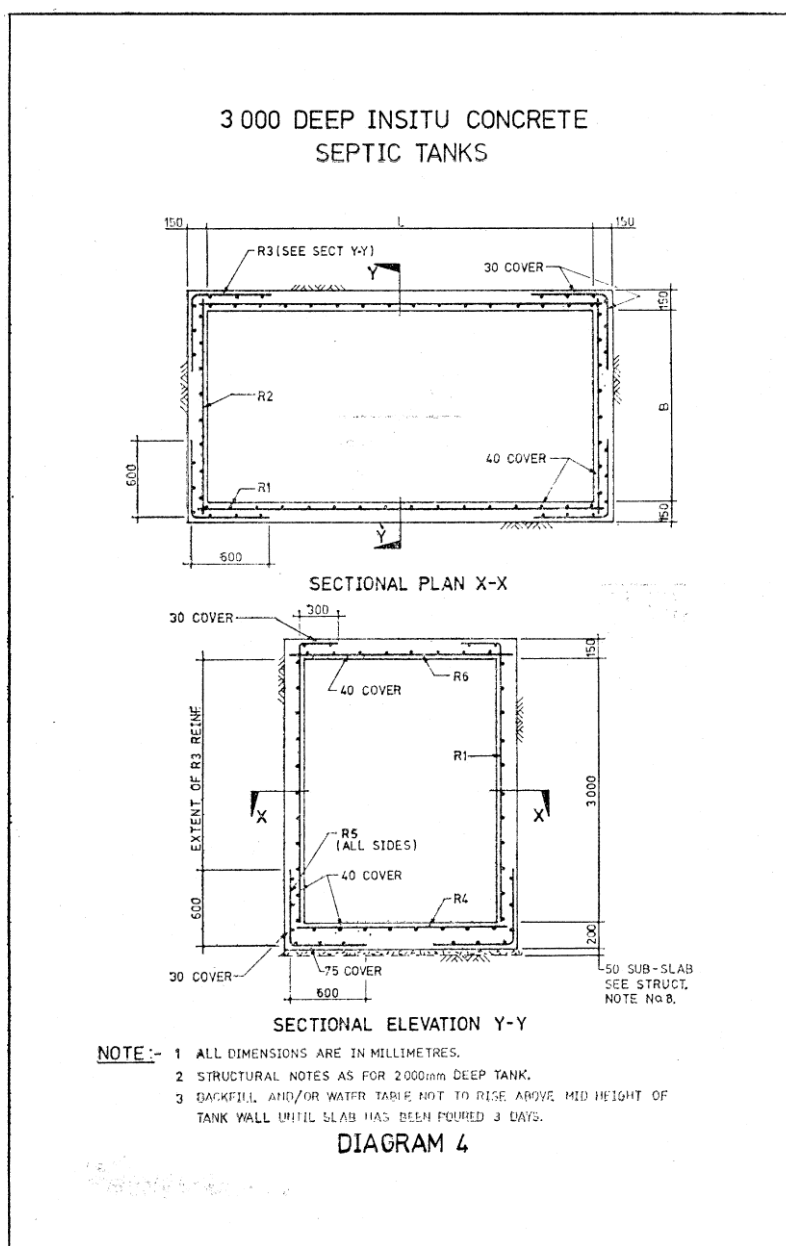 3 000 DEEP INSITU CONCRETE
SEPTIC TANKS
150
L
150
R3 (SEE SECT Y-Y)
Y
30 COVER
150
R2
B
600
40 COVER
R1
150
Y
600
SECTIONAL PLAN X-X
30 COVER
300
150
40 COVER
R6
EXTENT OF R3 REINF
R1
3000
X
X
R5
(ALL SIDES)
40 COVER
R4
600
200
30 COVER
75 COVER
600
50 SUB-SLAB
SEE STRUCT.
NOTE No 8.
SECTIONAL ELEVATION Y-Y
NOTE:- 1 ALL DIMENSIONS ARE IN MILLIMETRES.
2 STRUCTURAL NOTES AS FOR 2000mm DEEP TANK.
3 BACKFILL AND/OR WATER TABLE NOT TO RISE ABOVE MID HEIGHT OF
TANK WALL UNTIL SLAB HAS BEEN POURED 3 DAYS.
DIAGRAM 4